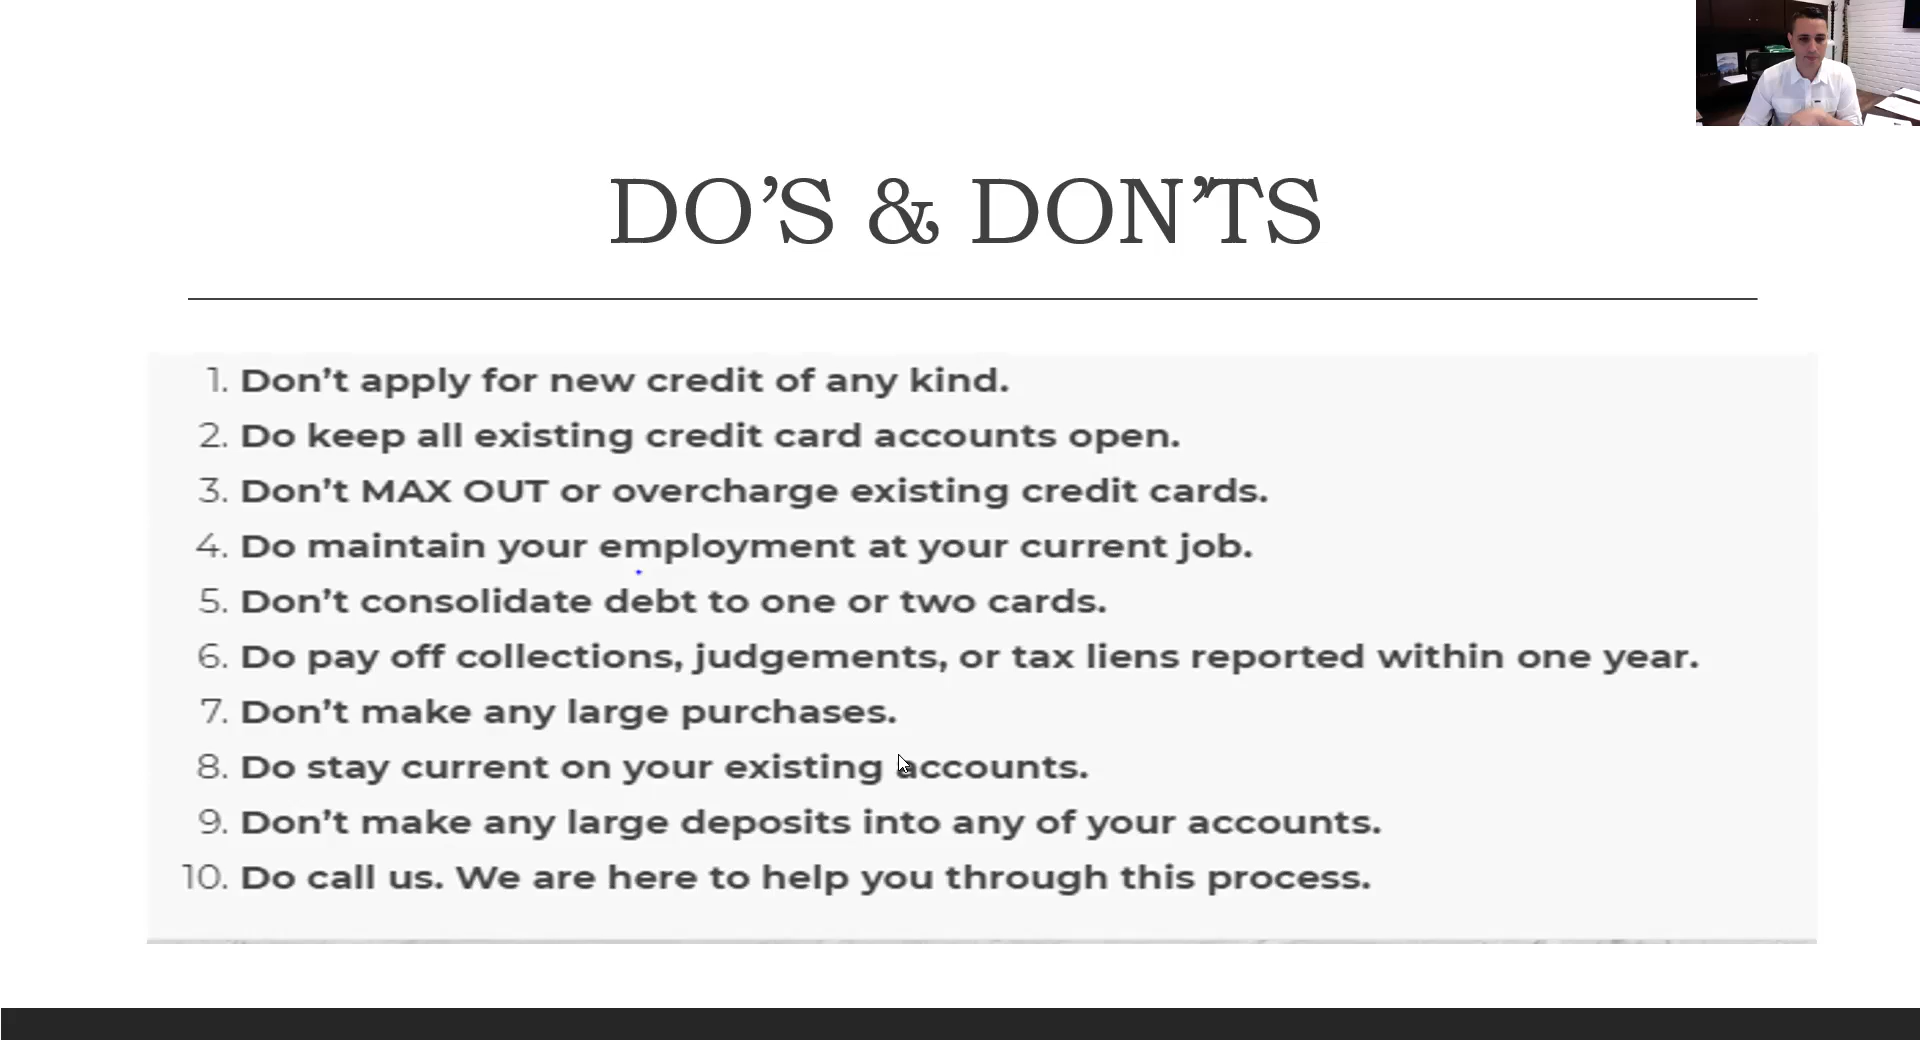 DO’S & DON’TS
1. Don’t apply for new credit of any kind.
2. Do keep all existing credit card accounts open.
3. Don’t MAX OUT or overcharge existing credit cards.
4. Do maintain your employment at your current job.
5. Don’t consolidate debt to one or two cards.
6. Do pay off collections, judgements, or tax liens reported within one year.
7. Don’t make any large purchases.
8. Do stay current on your existing accounts.
9. Don’t make any large deposits into any of your accounts.
10. Do call us. We are here to help you through this process.